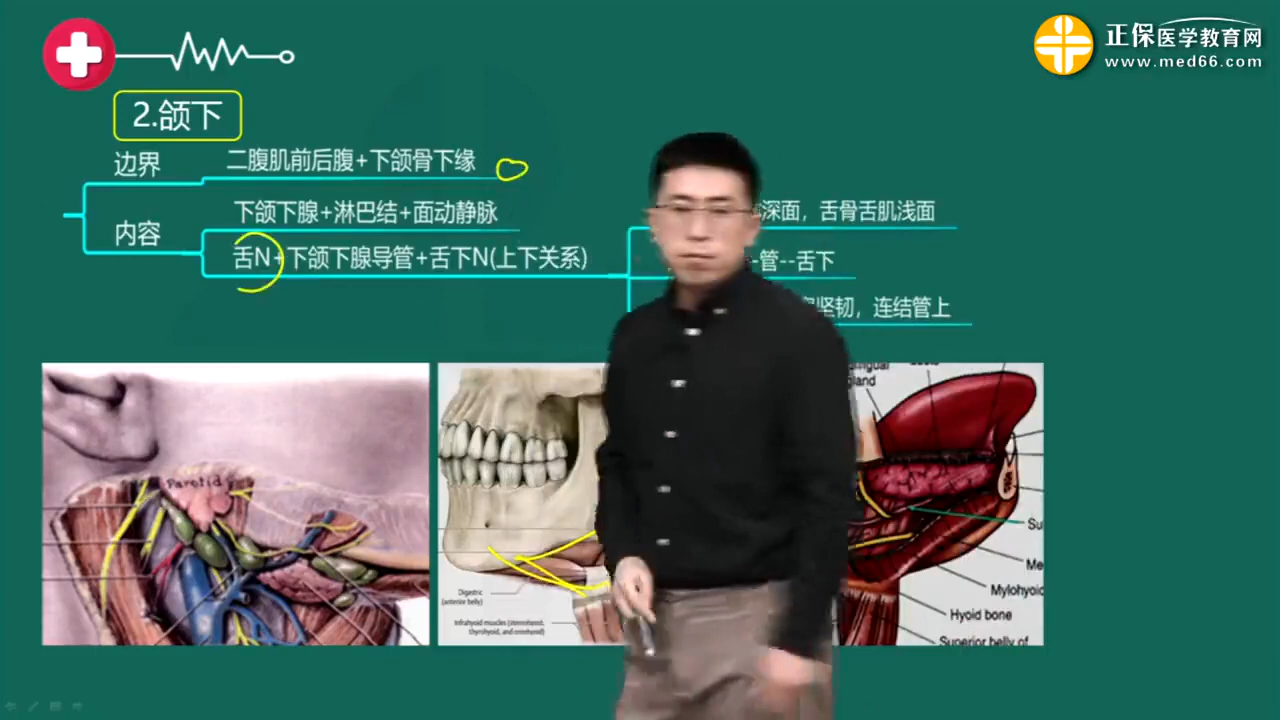 正保医学教育网
www.med66.com
2.颌下
边界
二腹肌前后腹+下颌骨下缘
内容
下颌下腺+淋巴结+面动静脉
舌N+下颌下腺导管+舌下N(上下关系)
深面，舌骨舌肌浅面
-管--舌下
坚韧，连结管上
Parotid
Digastric
(anterior belly)
Infrahyoid muscles (sternohyoid,
thyrohyoid, and omohyoid)
gland
Su
Me
Mylohyoid
Hyoid bone
Superior belly of